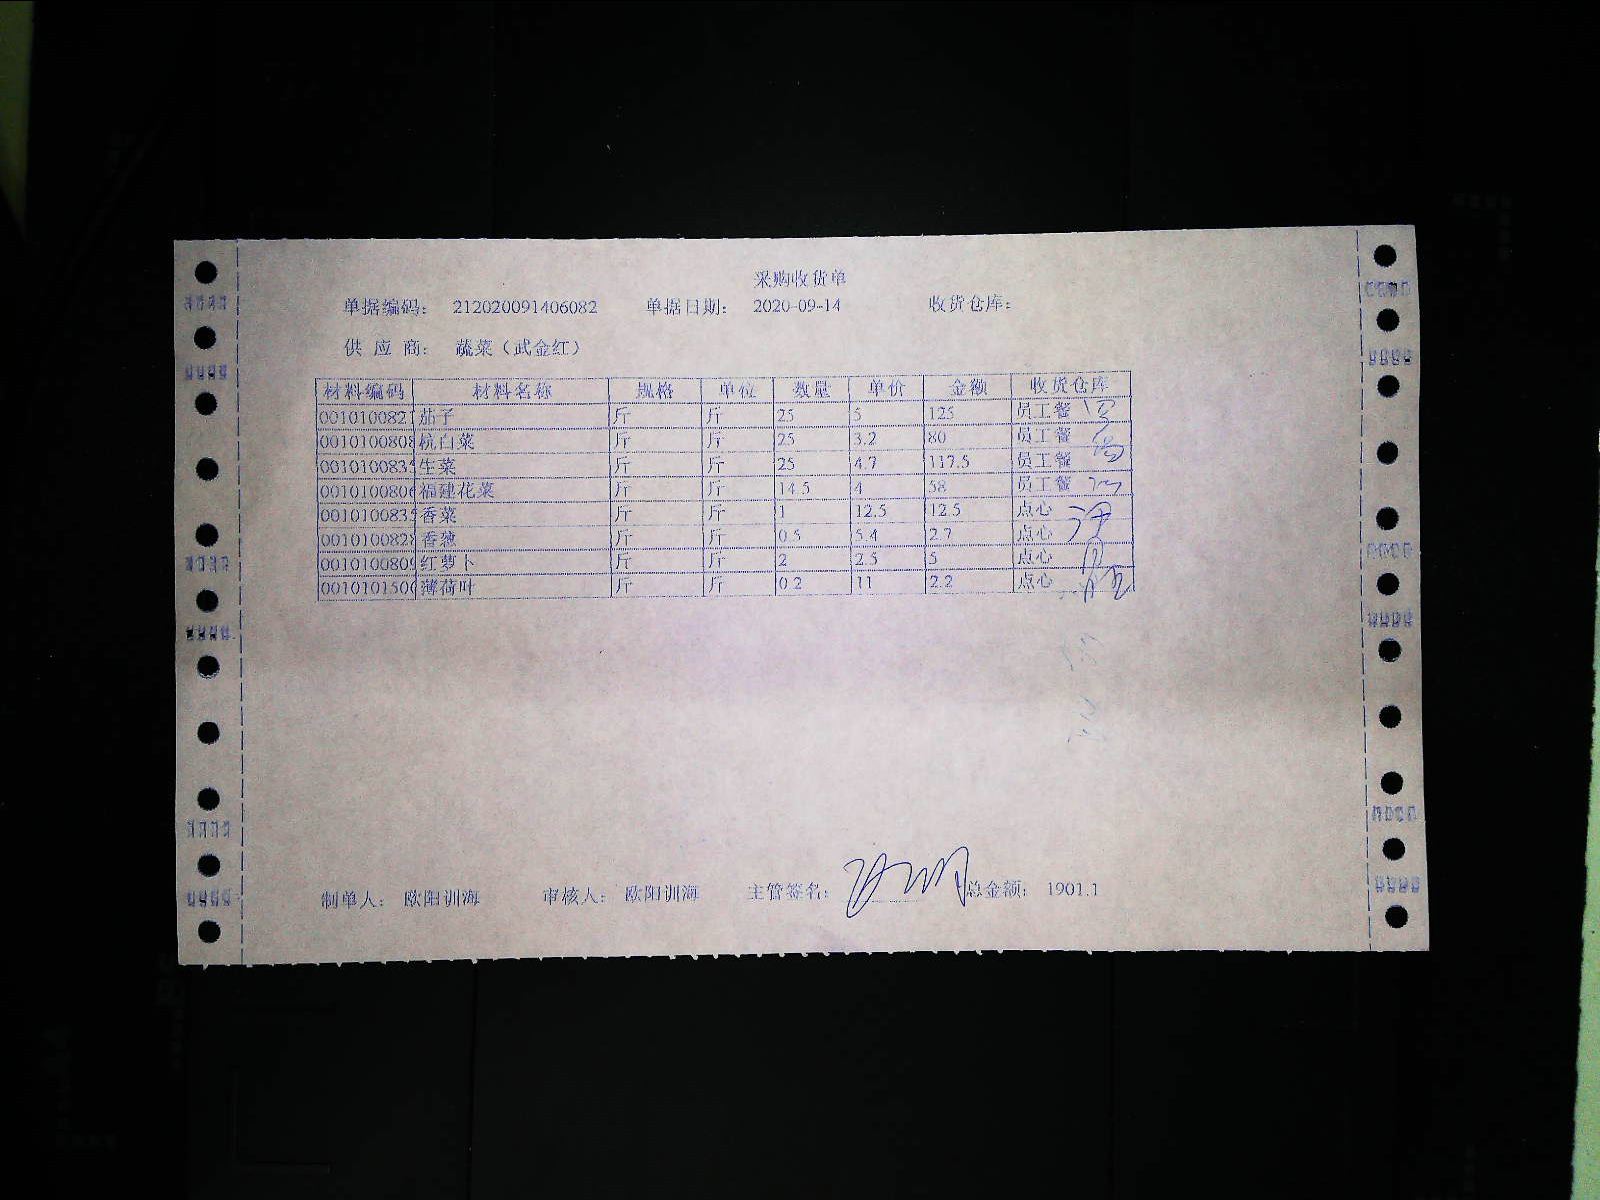 采购收货单
单据编码: 212020091406082 单据日期: 2020-09-14 收货仓库:
供 应 商: 蔬菜（武金红）
材料编码 材料名称 规格 单位 数量 单价 金额 收货仓库
0010100821 茄子 斤 斤 25 5 125 员工餐
0010100808 杭白菜 斤 斤 25 3.2 80 员工餐
001010083 生菜 斤 斤 25 4.7 117.5 员工餐
001010080 福建花菜 斤 斤 14.5 4 58 员工餐
001010083 香菜 斤 斤 1 12.5 12.5 点心
001010082 香葱 斤 斤 0.5 5.4 2.7 点心
001010080 红萝卜 斤 斤 2 2.5 5 点心
001010150 薄荷叶 斤 斤 0.2 11 2.2 点心
制单人: 欧阳训海 审核人: 欧阳训海 主管签名: 总金额: 1901.1